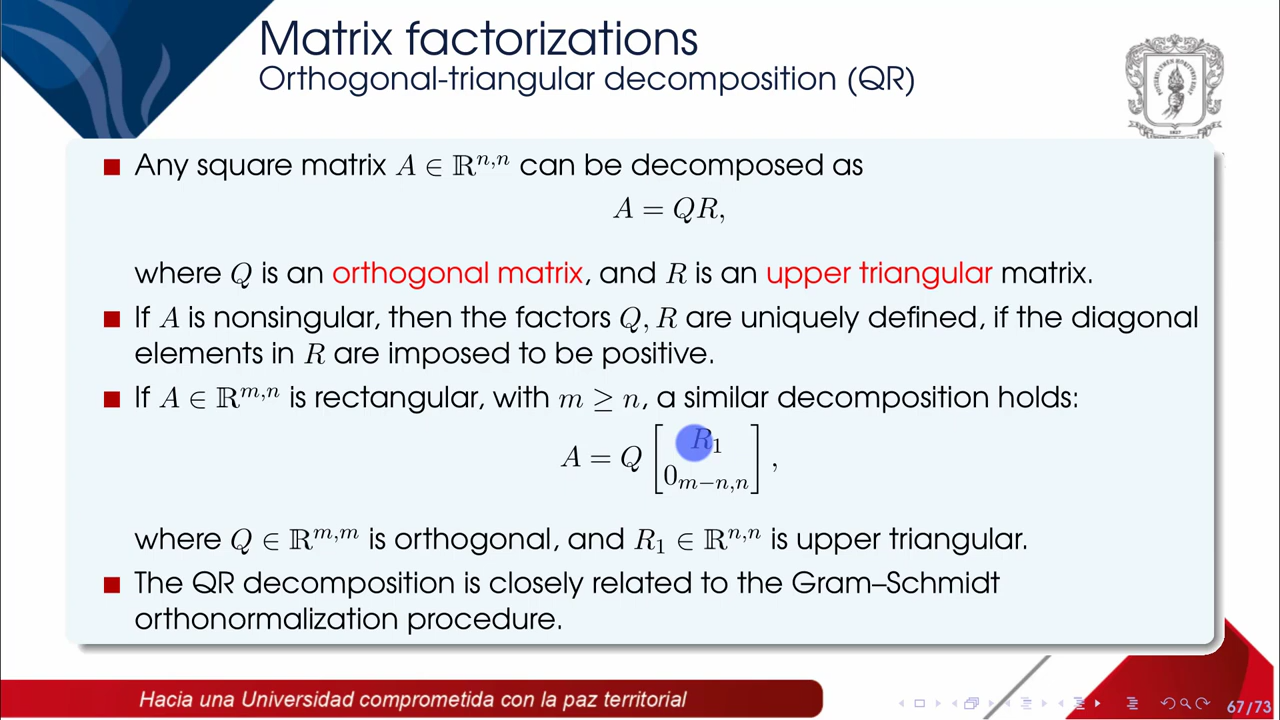 Matrix factorizations
Orthogonal-triangular decomposition (QR)
Any square matrix A ∈ ℝ^{n,n} can be decomposed as
A = QR,
where Q is an orthogonal matrix, and R is an upper triangular matrix.
If A is nonsingular, then the factors Q, R are uniquely defined, if the diagonal
elements in R are imposed to be positive.
If A ∈ ℝ^{m,n} is rectangular, with m ≥ n, a similar decomposition holds:
A = Q [R_1 ; 0_{m−n,n}],
where Q ∈ ℝ^{m,m} is orthogonal, and R_1 ∈ ℝ^{n,n} is upper triangular.
The QR decomposition is closely related to the Gram–Schmidt
orthonormalization procedure.
Hacia una Universidad comprometida con la paz territorial
67/73